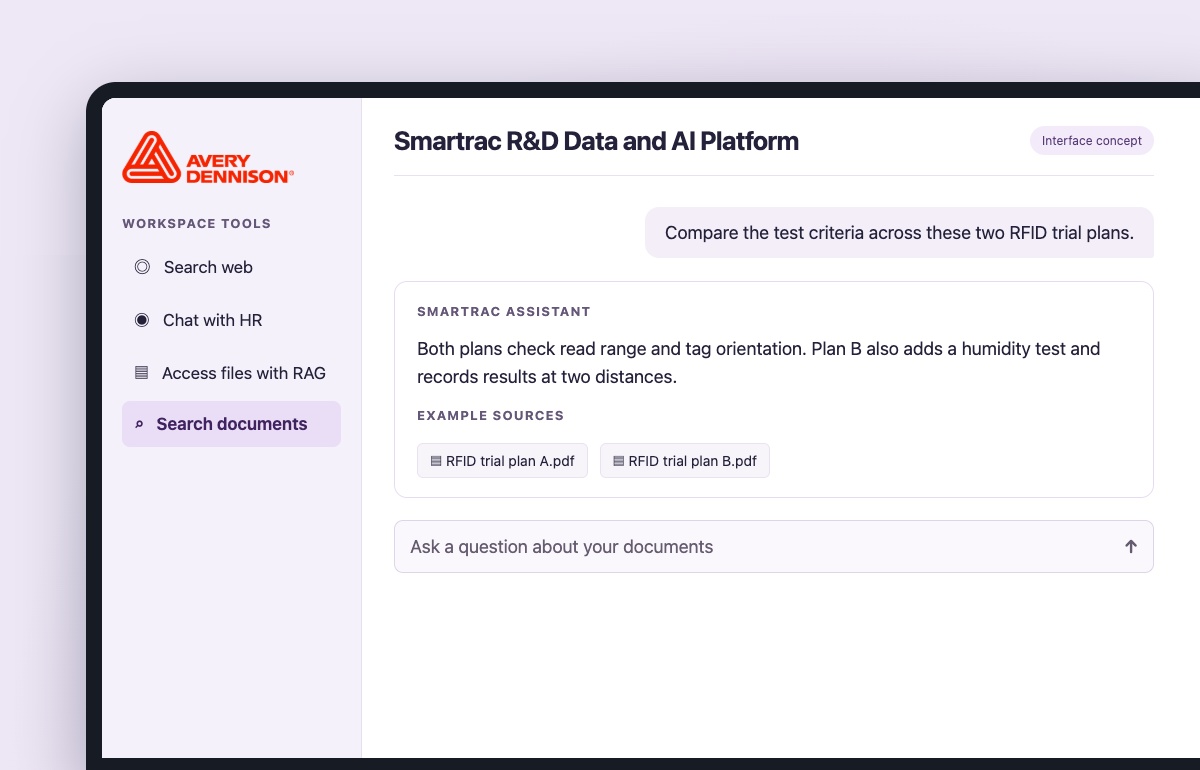 AVERY
DENNISON®
WORKSPACE TOOLS
Search web
Chat with HR
Access files with RAG
Search documents
Smartrac R&D Data and AI Platform
Interface concept
Compare the test criteria across these two RFID trial plans.
SMARTRAC ASSISTANT
Both plans check read range and tag orientation. Plan B also adds a humidity test and
records results at two distances.
EXAMPLE SOURCES
RFID trial plan A.pdf
RFID trial plan B.pdf
Ask a question about your documents